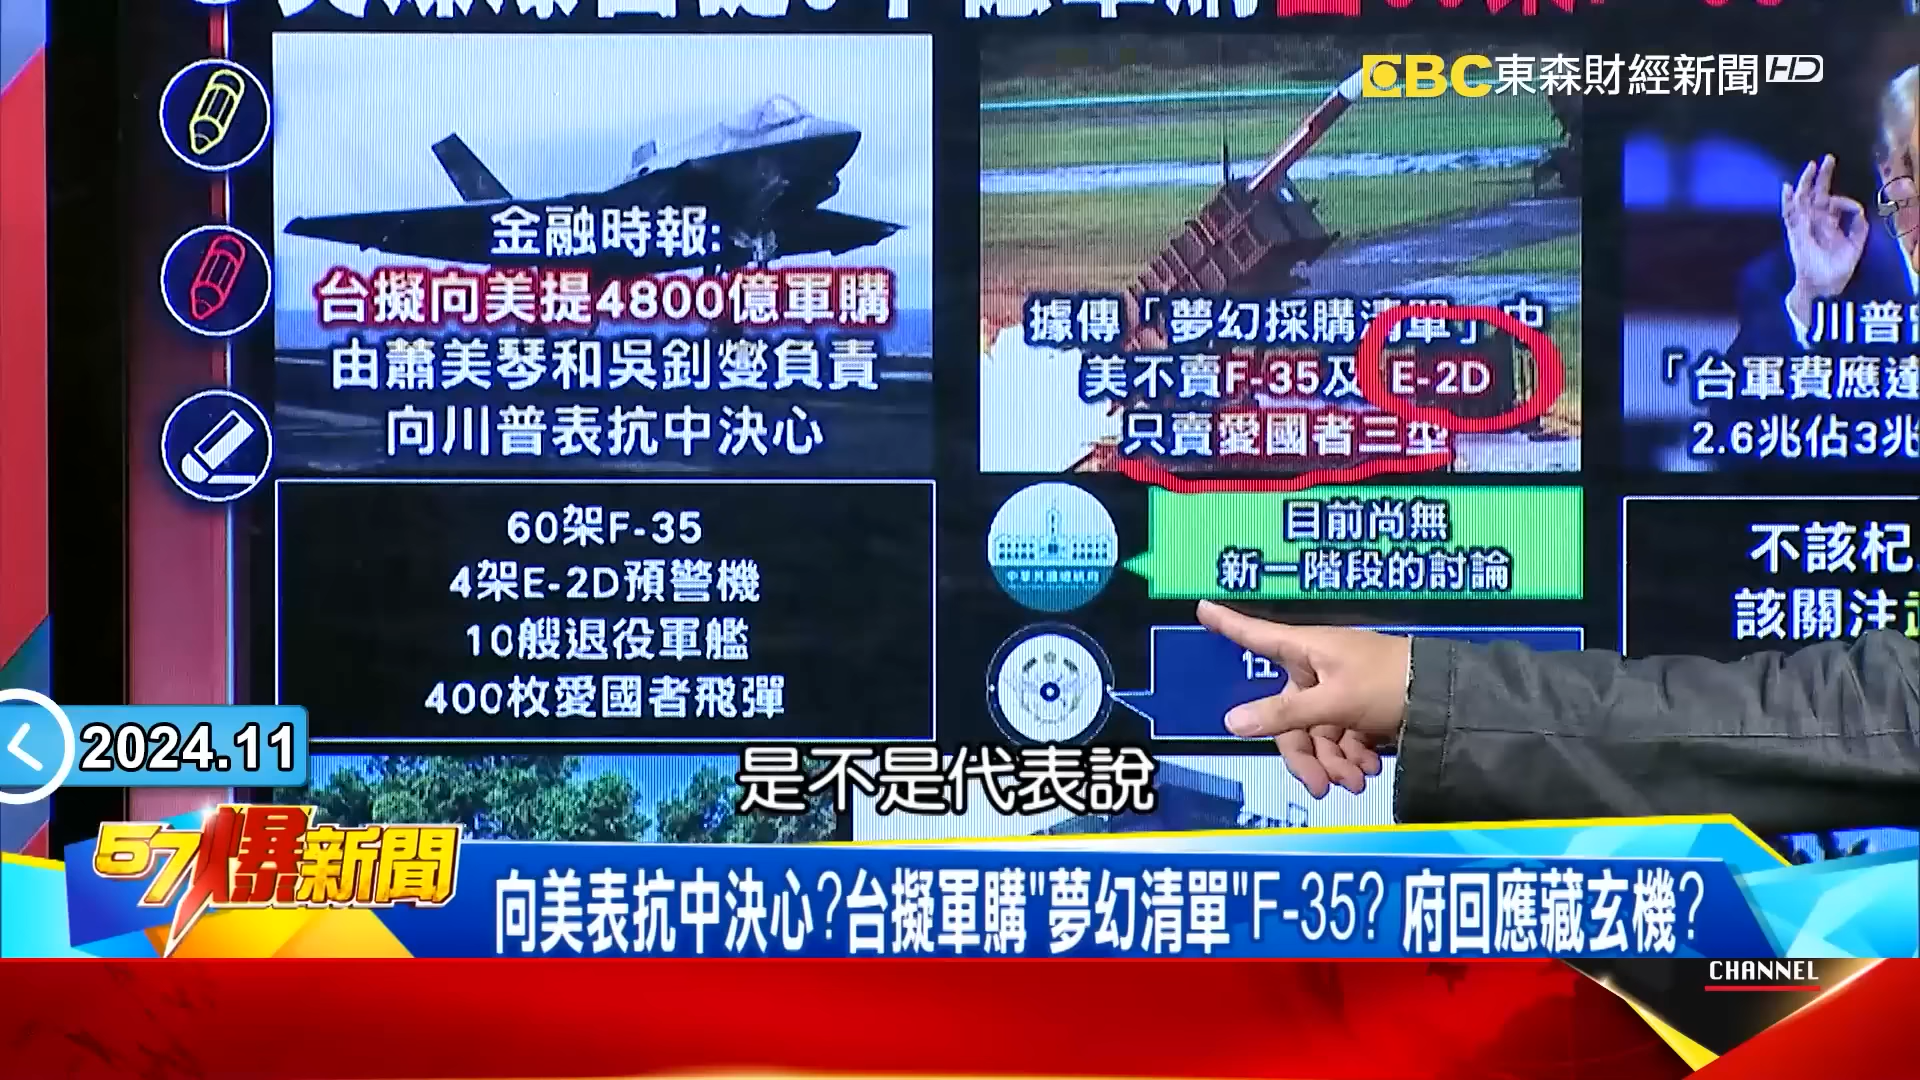 EBC東森財經新聞HD
金融時報:
台擬向美提4800億軍購
由蕭美琴和吳釗燮負責
向川普表抗中決心
60架F-35
4架E-2D預警機
10艘退役軍艦
400枚愛國者飛彈
據傳「夢幻採購清單」中
美不賣F-35及E-2D
只賣愛國者三型
目前尚無
新一階段的討論
中華民國總統府
川普
「台軍費應達
2.6兆佔3兆
不該杞
該關注
2024.11
是不是代表說
57爆新聞
向美表抗中決心?台擬軍購"夢幻清單"F-35? 府回應藏玄機?
CHANNEL